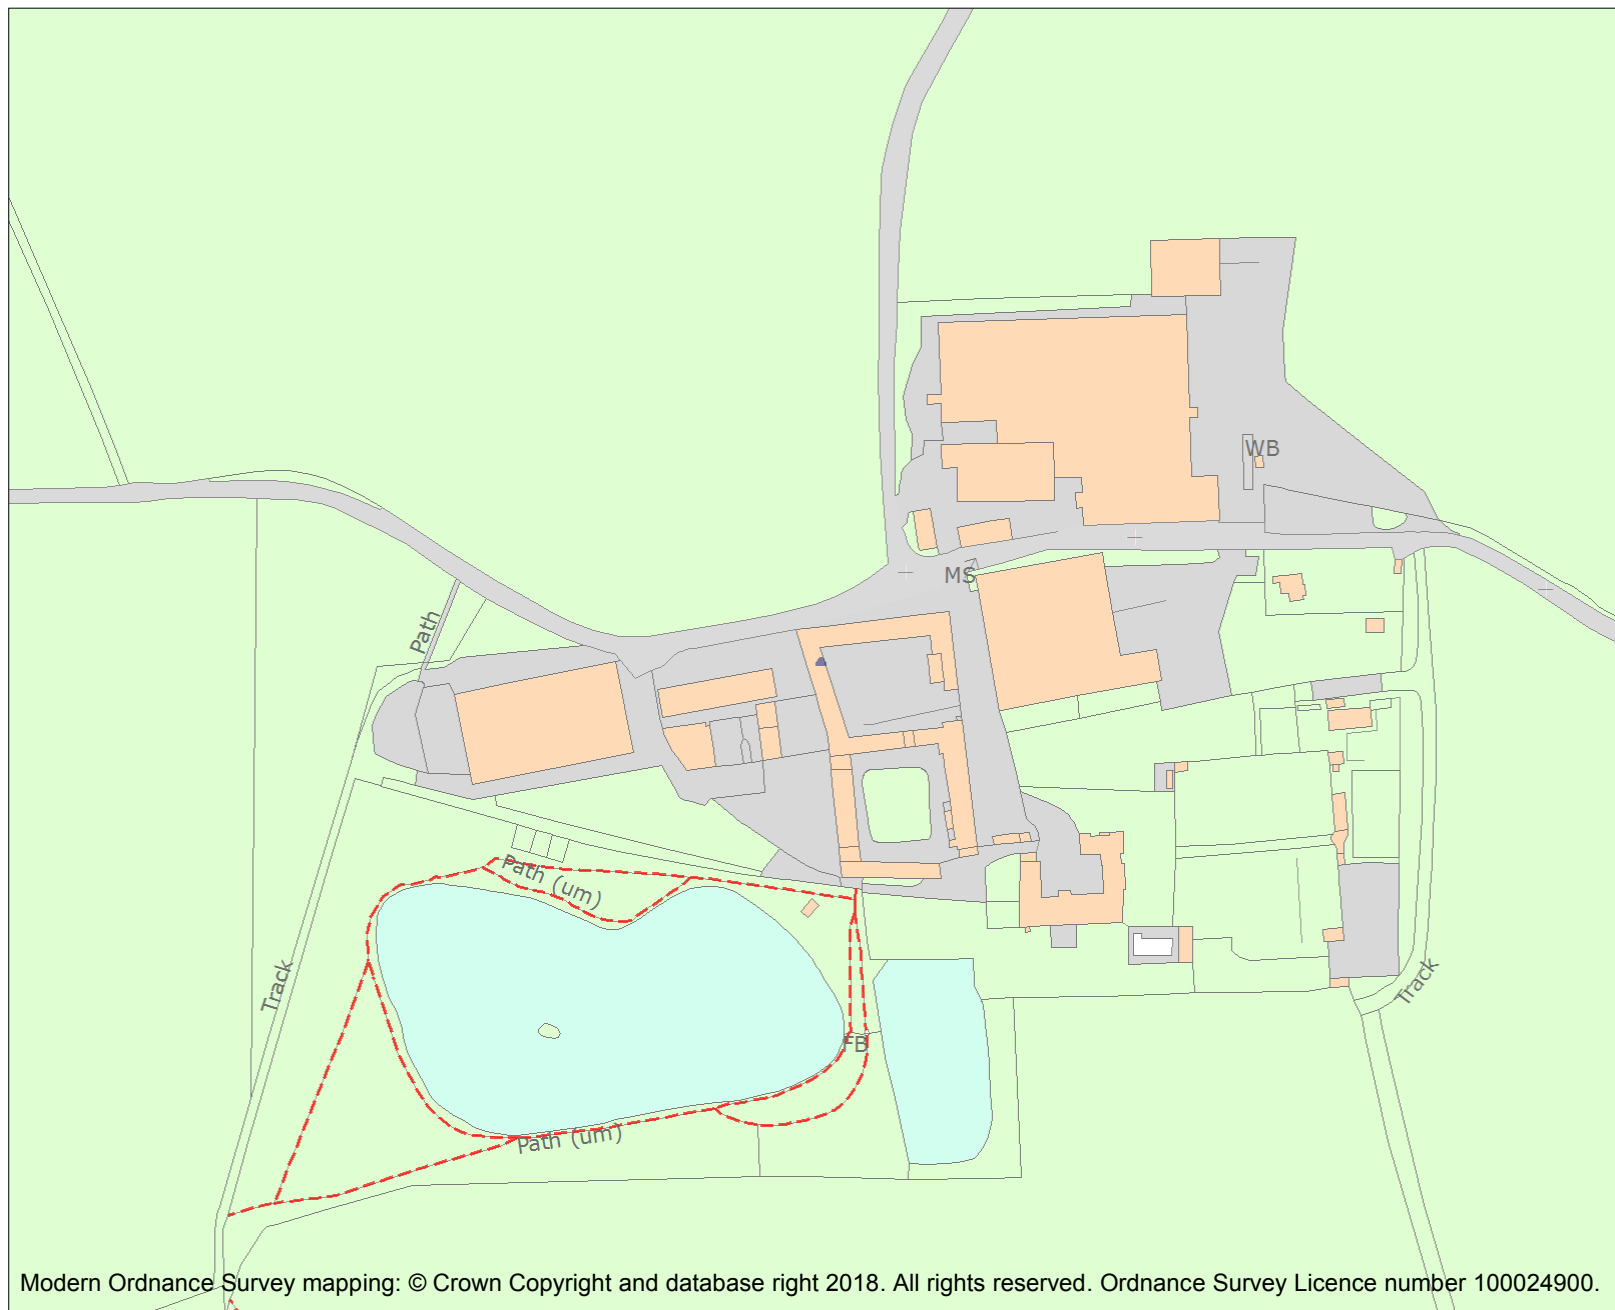 WB
MS
Path
Path (um)
Track
Track
FB
Path (um)
Modern Ordnance Survey mapping: © Crown Copyright and database right 2018. All rights reserved. Ordnance Survey Licence number 100024900.